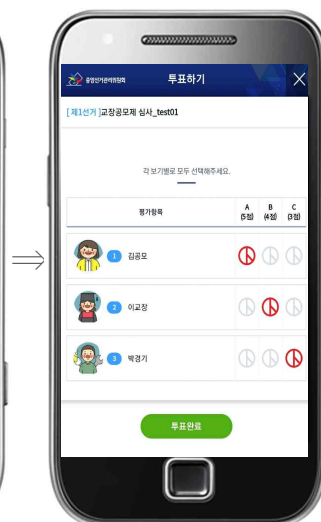 중앙선거관리위원회 투표하기
[ 제1선거 ]교장공모제 심사_test01
각 보기별로 모두 선택해주세요.
평가항목 A (5점) B (4점) C (3점)
1 김공모
2 이교장
3 박경기
투표완료